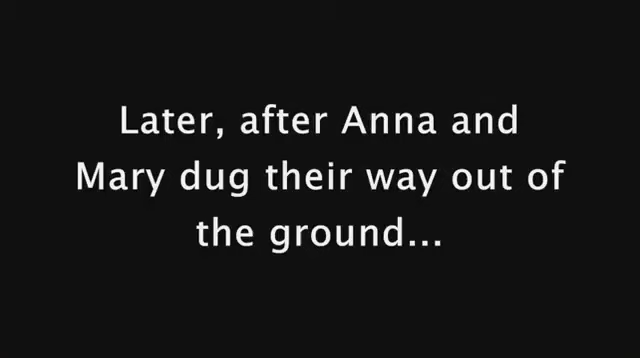 Later, after Anna and
Mary dug their way out of
the ground...